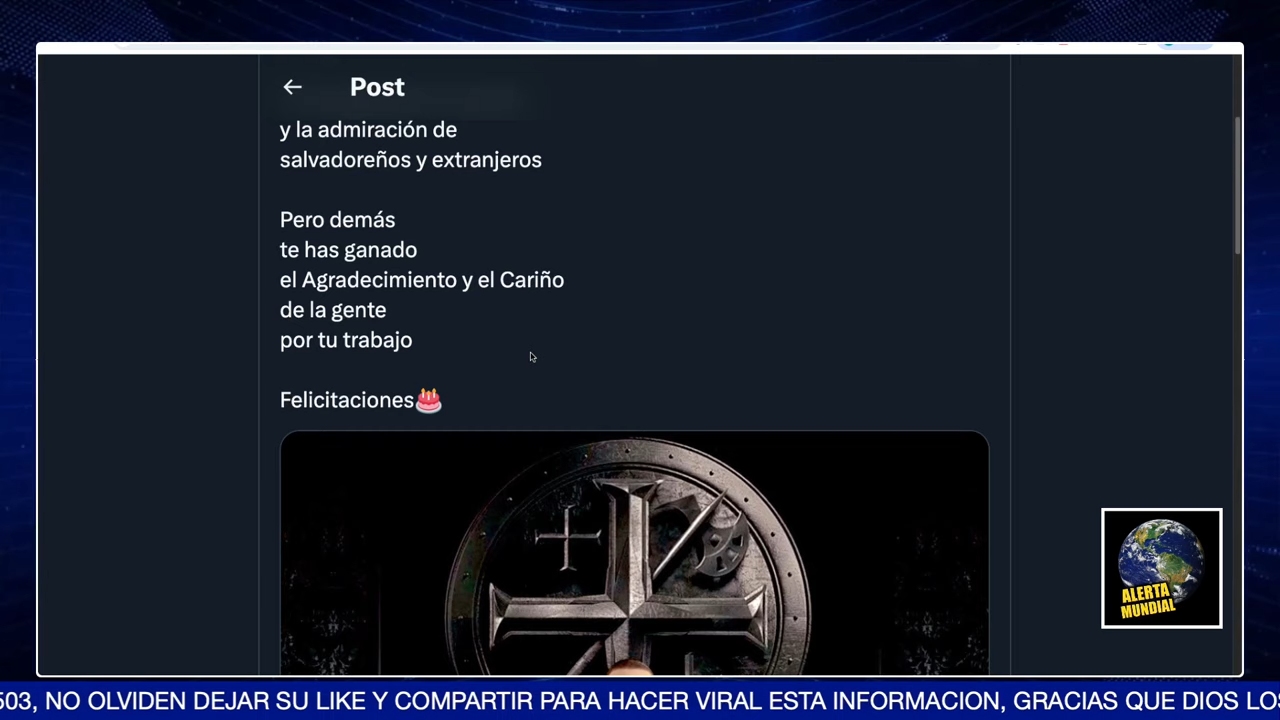 Post
y la admiración de
salvadoreños y extranjeros
Pero demás
te has ganado
el Agradecimiento y el Cariño
de la gente
por tu trabajo
Felicitaciones🎂
ALERTA
MUNDIAL
503, NO OLVIDEN DEJAR SU LIKE Y COMPARTIR PARA HACER VIRAL ESTA INFORMACION, GRACIAS QUE DIOS LOS